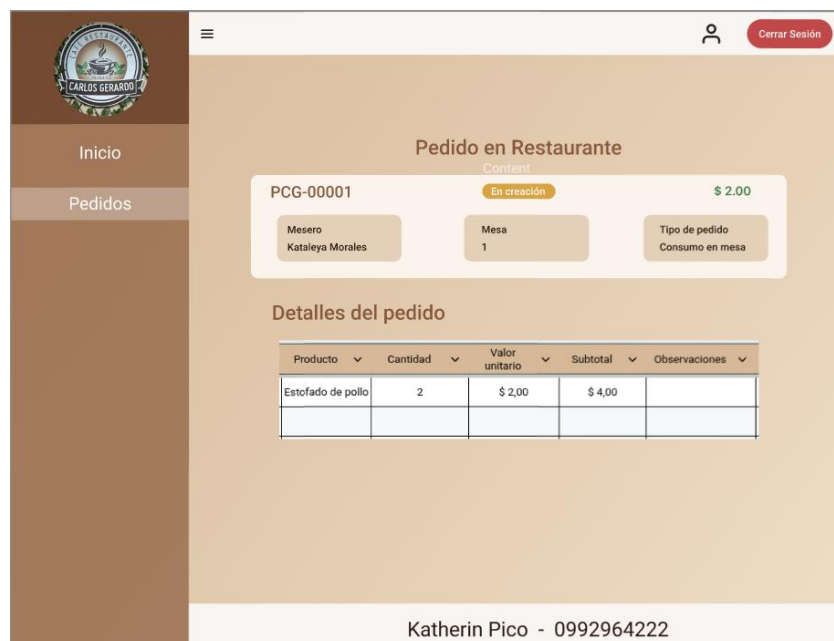 CAFÉ RESTAURANTE
CARLOS GERARDO
Cerrar Sesión
Inicio
Pedidos
Pedido en Restaurante
Content
PCG-00001
En creación
$ 2.00
Mesero
Kataleya Morales
Mesa
1
Tipo de pedido
Consumo en mesa
Detalles del pedido
Producto Cantidad Valor unitario Subtotal Observaciones
Estofado de pollo 2 $ 2,00 $ 4,00
Katherin Pico - 0992964222